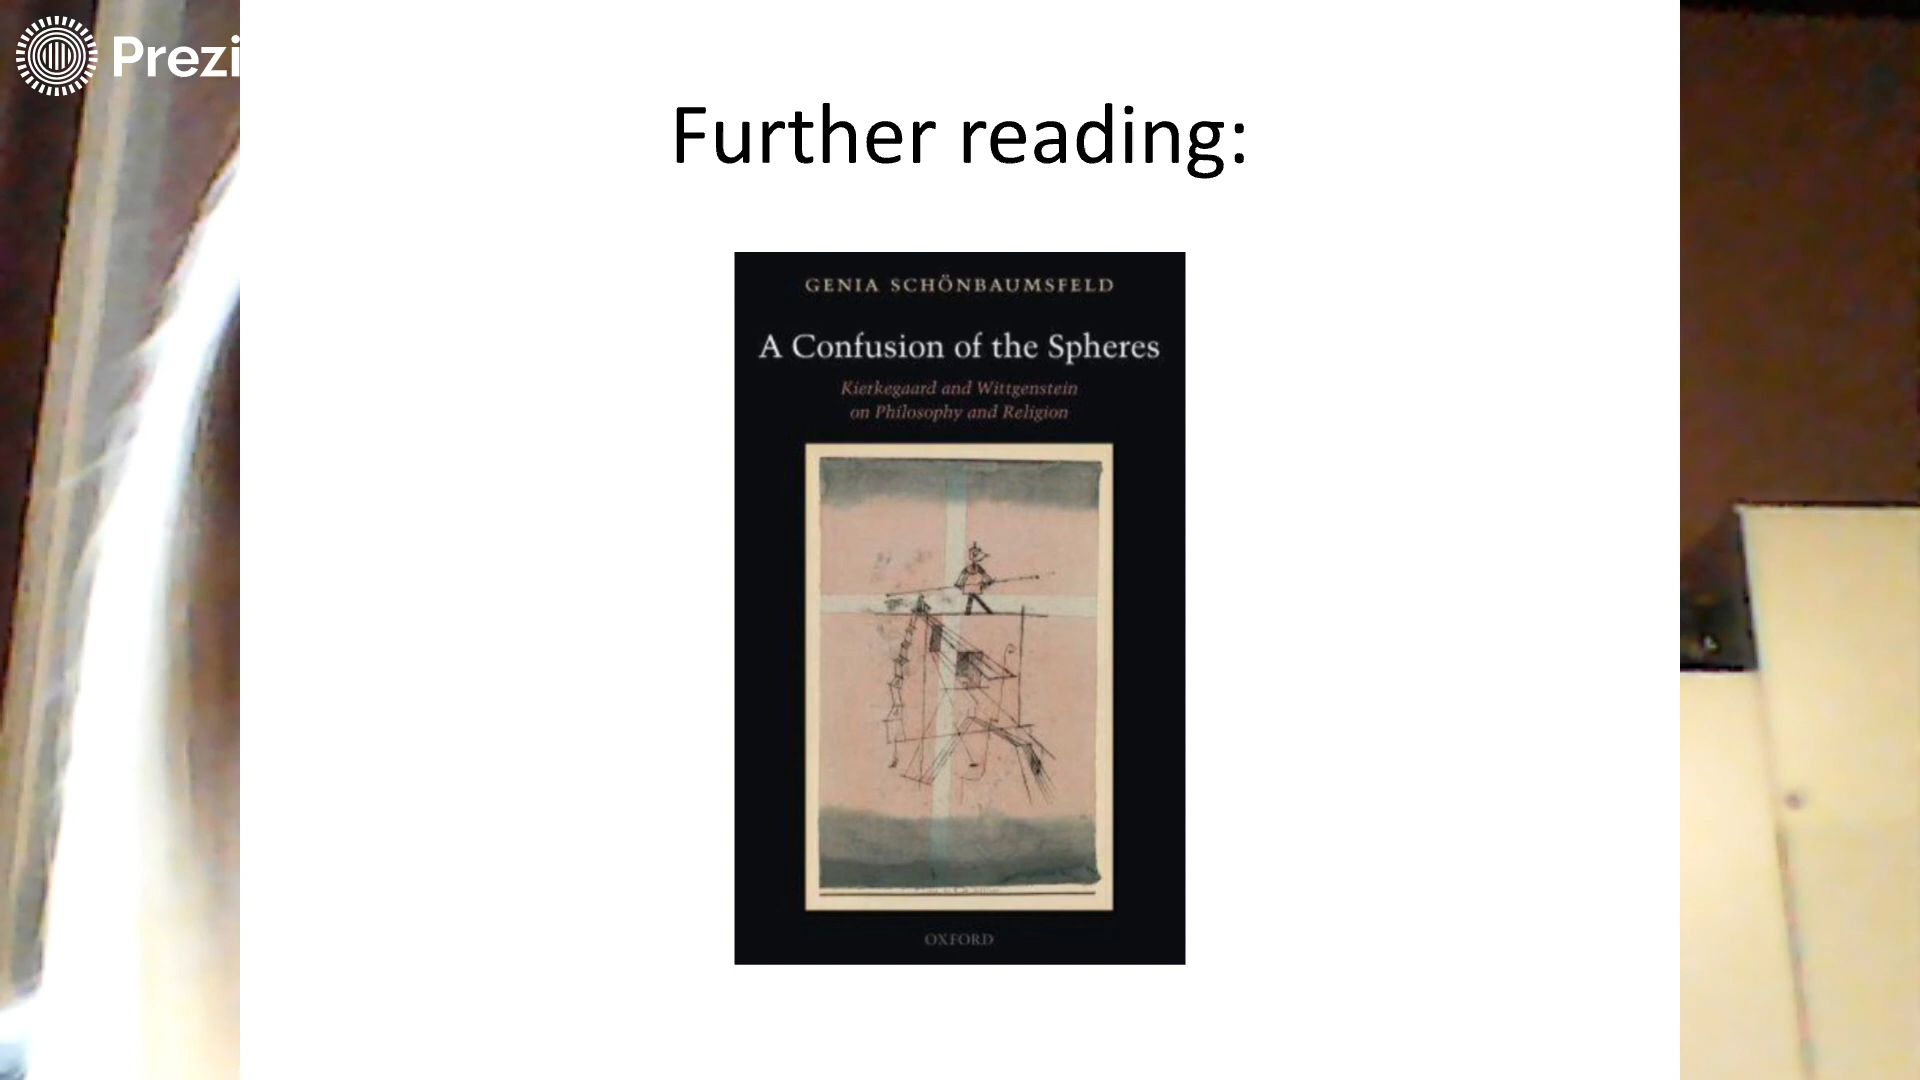 Prezi
Further reading:
GENIA SCHÖNBAUMSFELD
A Confusion of the Spheres
Kierkegaard and Wittgenstein
on Philosophy and Religion
OXFORD